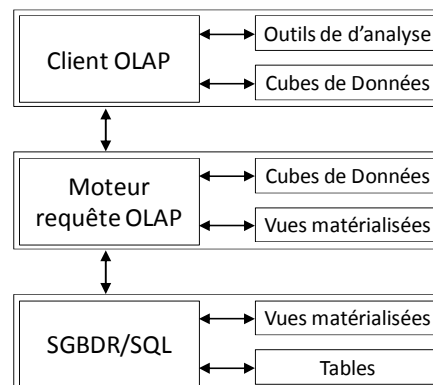 Outils de d'analyse
Client OLAP
Cubes de Données
Cubes de Données
Moteur
requête OLAP
Vues matérialisées
Vues matérialisées
SGBDR/SQL
Tables